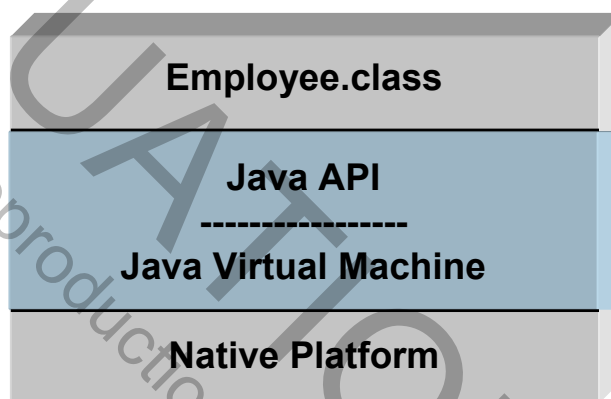 Employee.class
Java API
-----------------
Java Virtual Machine
Native Platform